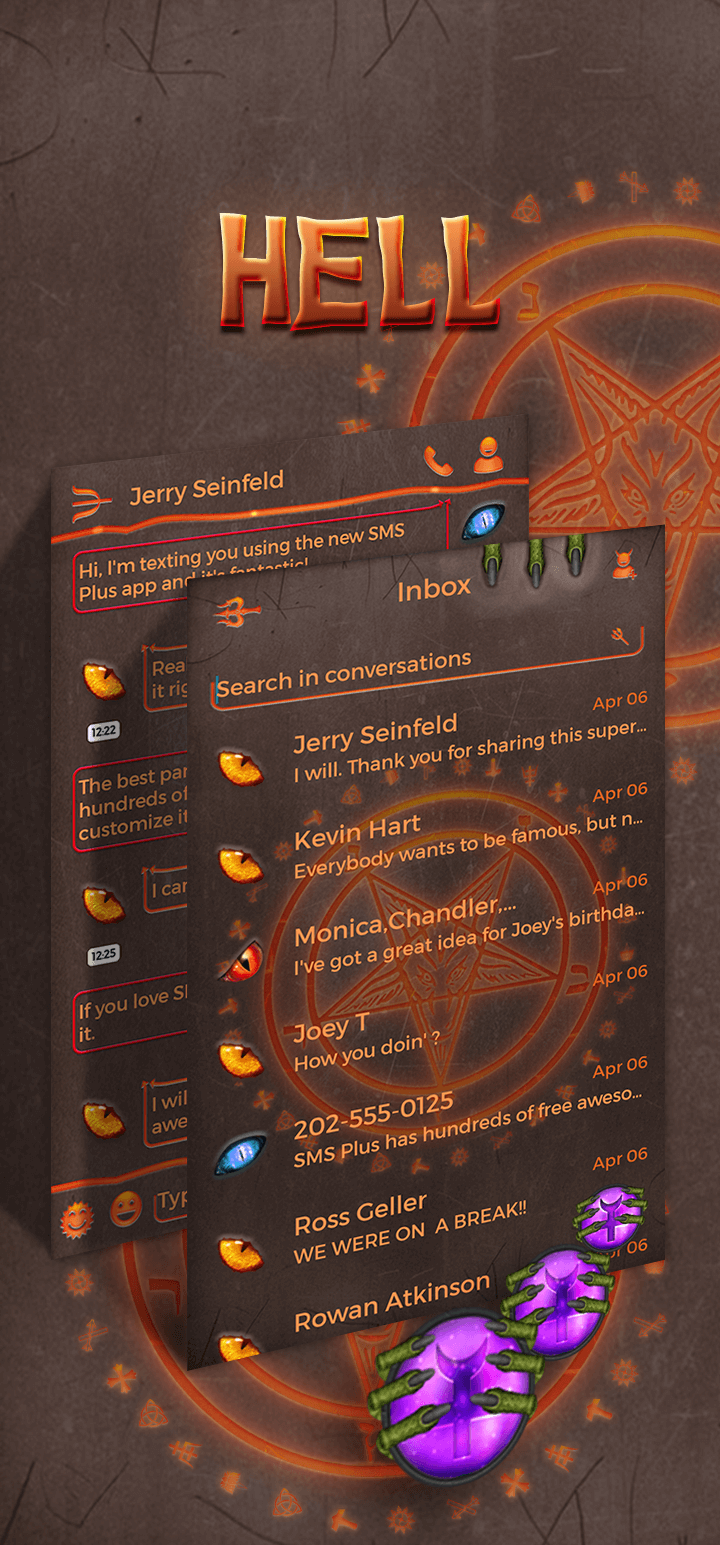 HELL
Jerry Seinfeld
Hi, I'm texting you using the new SMS
Plus app and it's fantastic!
Rea
it rig
12:22
The best par
hundreds of
customize it
I can
12:25
If you love S
it.
I wil
awe
Typ
Inbox
Search in conversations
Apr 06
Jerry Seinfeld
I will. Thank you for sharing this super...
Apr 06
Kevin Hart
Everybody wants to be famous, but n...
Apr 06
Monica,Chandler,...
I've got a great idea for Joey's birthda...
Apr 06
Joey T
How you doin' ?
Apr 06
202-555-0125
SMS Plus has hundreds of free aweso...
Apr 06
Ross Geller
WE WERE ON A BREAK!!
06
Rowan Atkinson